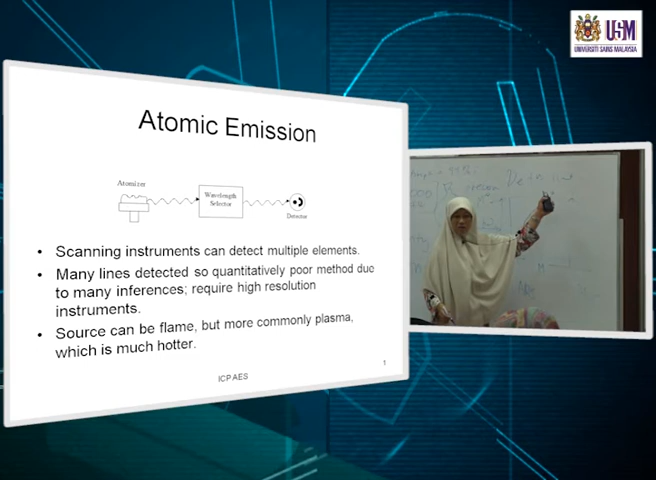 USM
UNIVERSITI SAINS MALAYSIA
Atomic Emission
Atomizer
Wavelength
Selector
Detector
• Scanning instruments can detect multiple elements.
• Many lines detected so quantitatively poor method due
to many inferences; require high resolution
instruments.
• Source can be flame, but more commonly plasma,
which is much hotter.
ICP AES
1